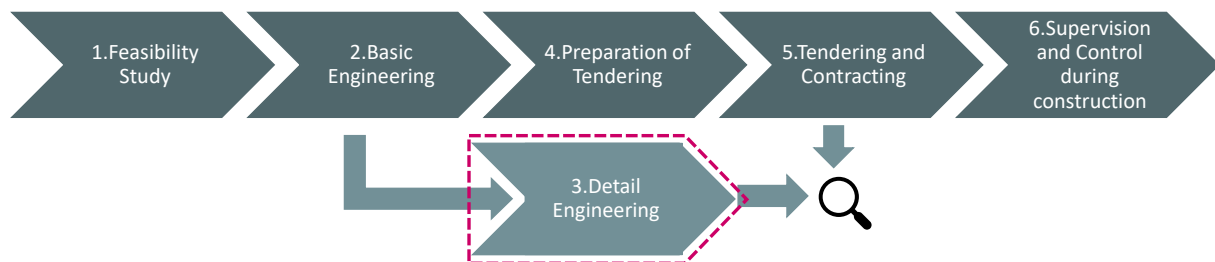 1.Feasibility
Study
2.Basic
Engineering
4.Preparation of
Tendering
5.Tendering and
Contracting
6.Supervision
and Control
during
construction
3.Detail
Engineering